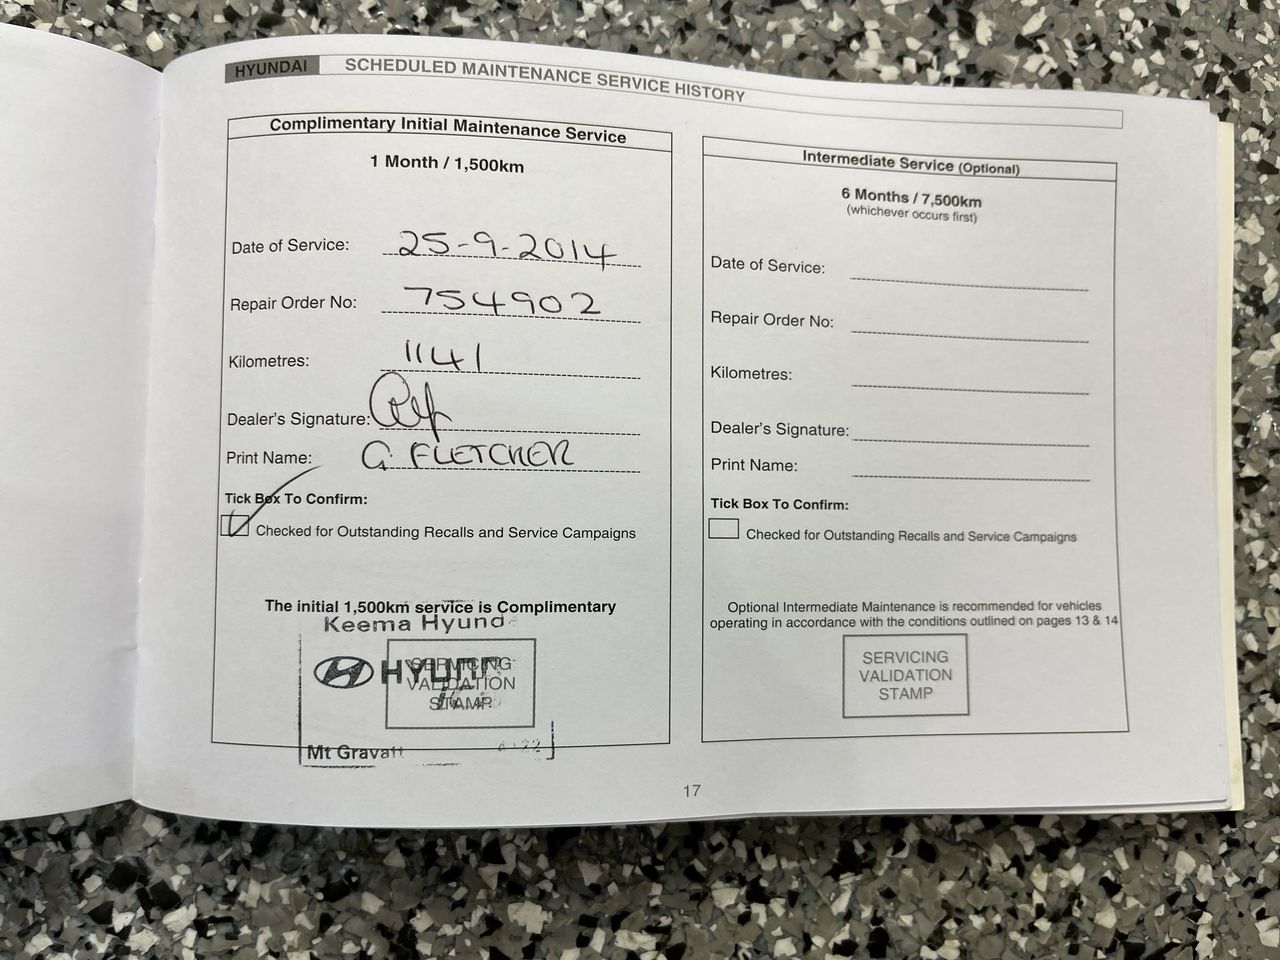 HYUNDAI SCHEDULED MAINTENANCE SERVICE HISTORY
Complimentary Initial Maintenance Service
1 Month / 1,500km
Date of Service: 25-9-2014
Repair Order No: 754902
Kilometres: 1141
Dealer's Signature:
Print Name: G. FLETCHER
Tick Box To Confirm:
Checked for Outstanding Recalls and Service Campaigns
The initial 1,500km service is Complimentary
Keema Hyund
SERVICING
VALIDATION
STAMP
Mt Gravatt
Intermediate Service (Optional)
6 Months / 7,500km
(whichever occurs first)
Date of Service:
Repair Order No:
Kilometres:
Dealer's Signature:
Print Name:
Tick Box To Confirm:
Checked for Outstanding Recalls and Service Campaigns
Optional Intermediate Maintenance is recommended for vehicles
operating in accordance with the conditions outlined on pages 13 & 14
SERVICING
VALIDATION
STAMP
17